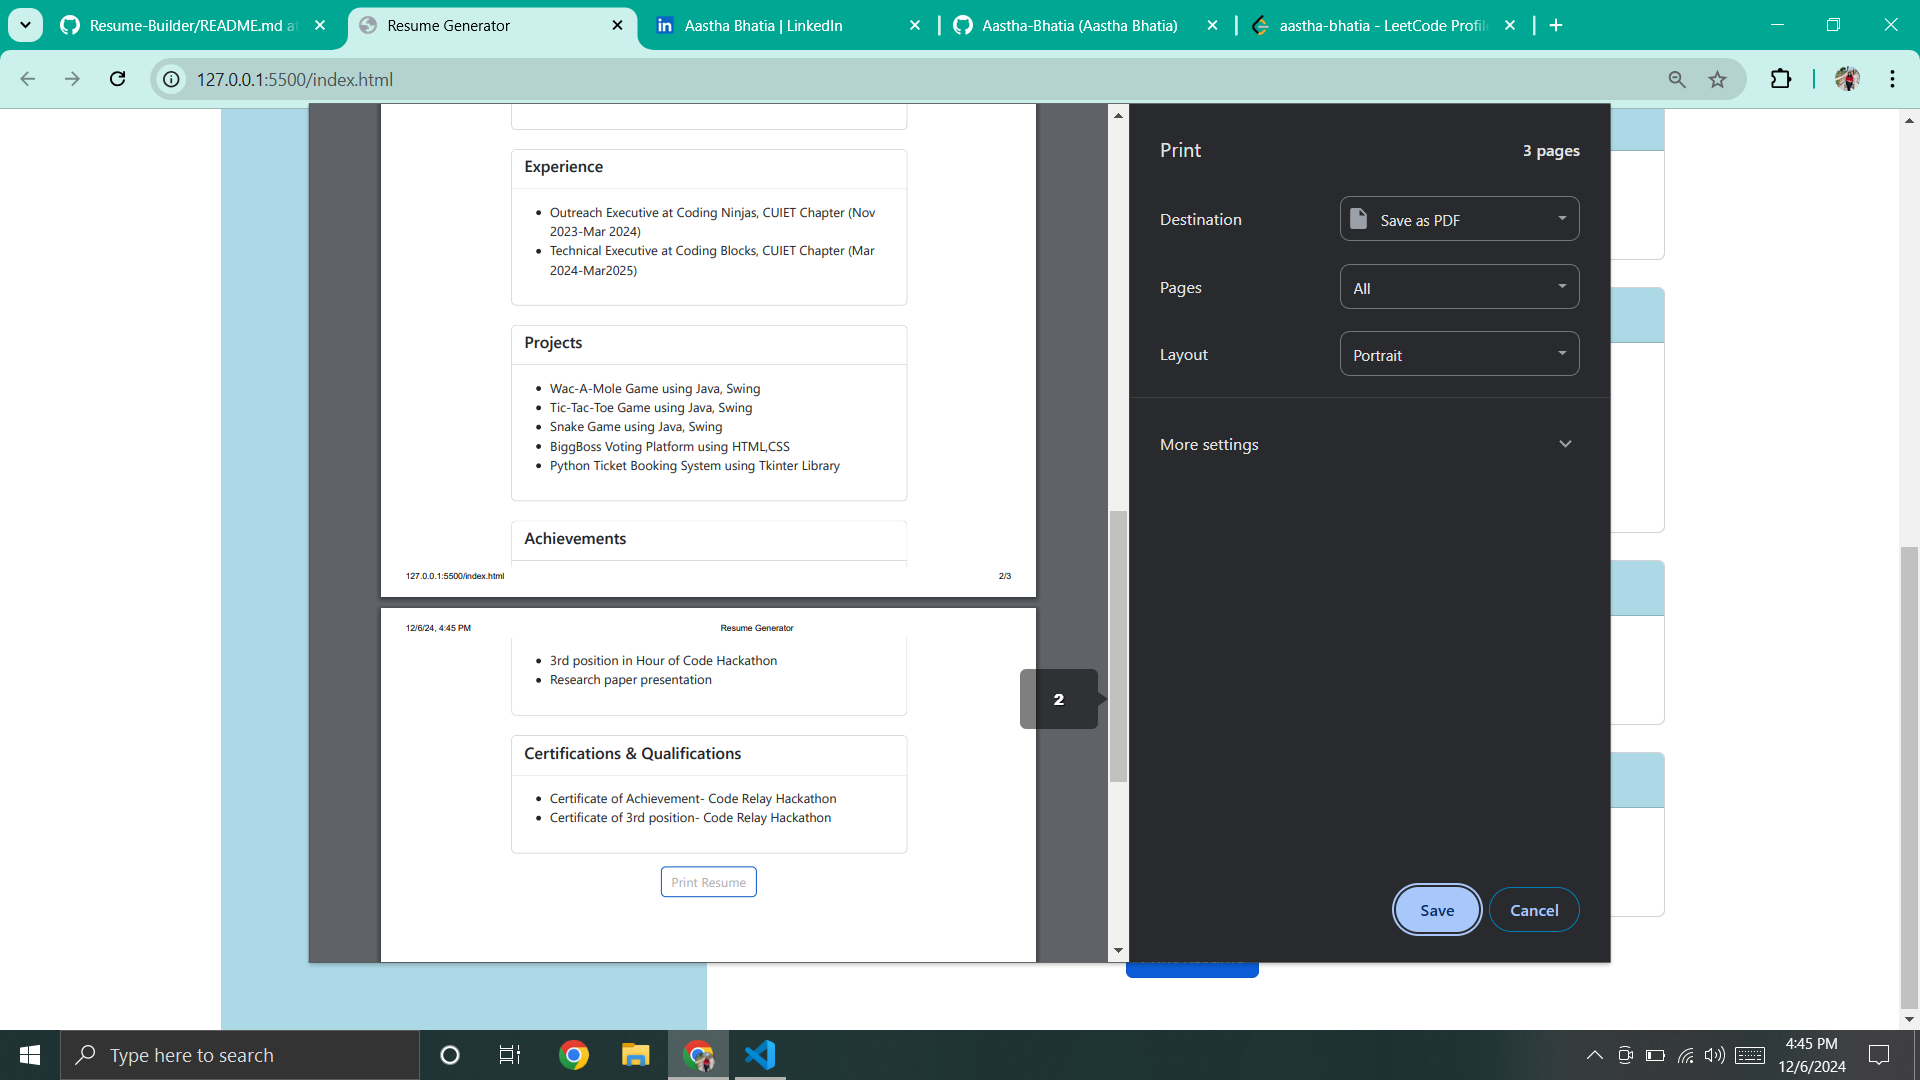 Resume-Builder/README.md at
Resume Generator
Aastha Bhatia | LinkedIn
Aastha-Bhatia (Aastha Bhatia)
aastha-bhatia - LeetCode Profile
127.0.0.1:5500/index.html
Experience
Outreach Executive at Coding Ninjas, CUIET Chapter (Nov
2023-Mar 2024)
Technical Executive at Coding Blocks, CUIET Chapter (Mar
2024-Mar2025)
Projects
Wac-A-Mole Game using Java, Swing
Tic-Tac-Toe Game using Java, Swing
Snake Game using Java, Swing
BiggBoss Voting Platform using HTML,CSS
Python Ticket Booking System using Tkinter Library
Achievements
127.0.0.1:5500/index.html
2/3
12/6/24, 4:45 PM
Resume Generator
3rd position in Hour of Code Hackathon
Research paper presentation
Certifications & Qualifications
Certificate of Achievement- Code Relay Hackathon
Certificate of 3rd position- Code Relay Hackathon
Print Resume
2
Print
3 pages
Destination
Save as PDF
Pages
All
Layout
Portrait
More settings
Save
Cancel
Type here to search
4:45 PM
12/6/2024